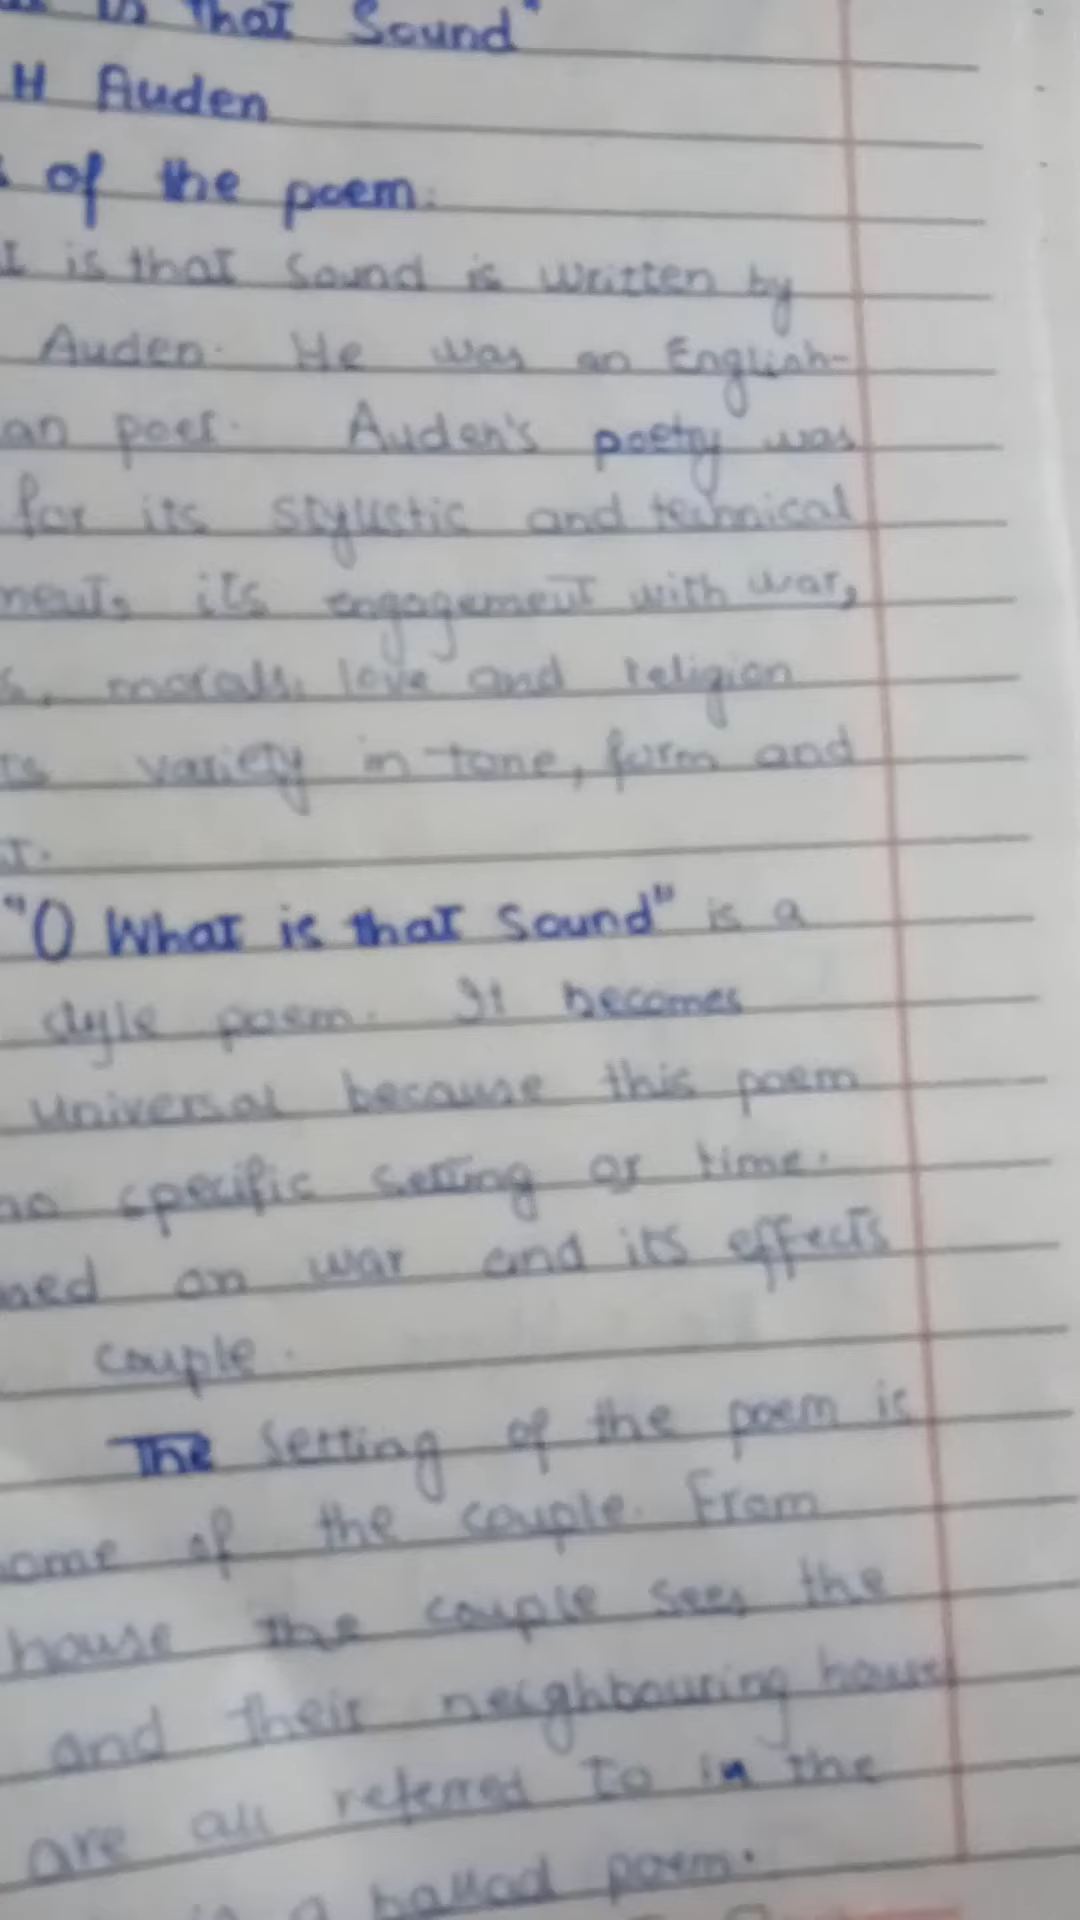 is that Sound"
H Auden
of the poem.
is that Sound is written by
Auden. He was an English-
an poet. Auden's poetry was
for its stylistic and technical
its engagement with war,
morals, love and religion
variety in tone, form and
"O What is that Sound" is a
style poem. It becomes
Universal because this poem
no specific setting or time.
on war and its effects
couple.
The Setting of the poem is
of the couple. From
house the couple sees the
and their neighbouring
are all referred to in the
a ballad poem.